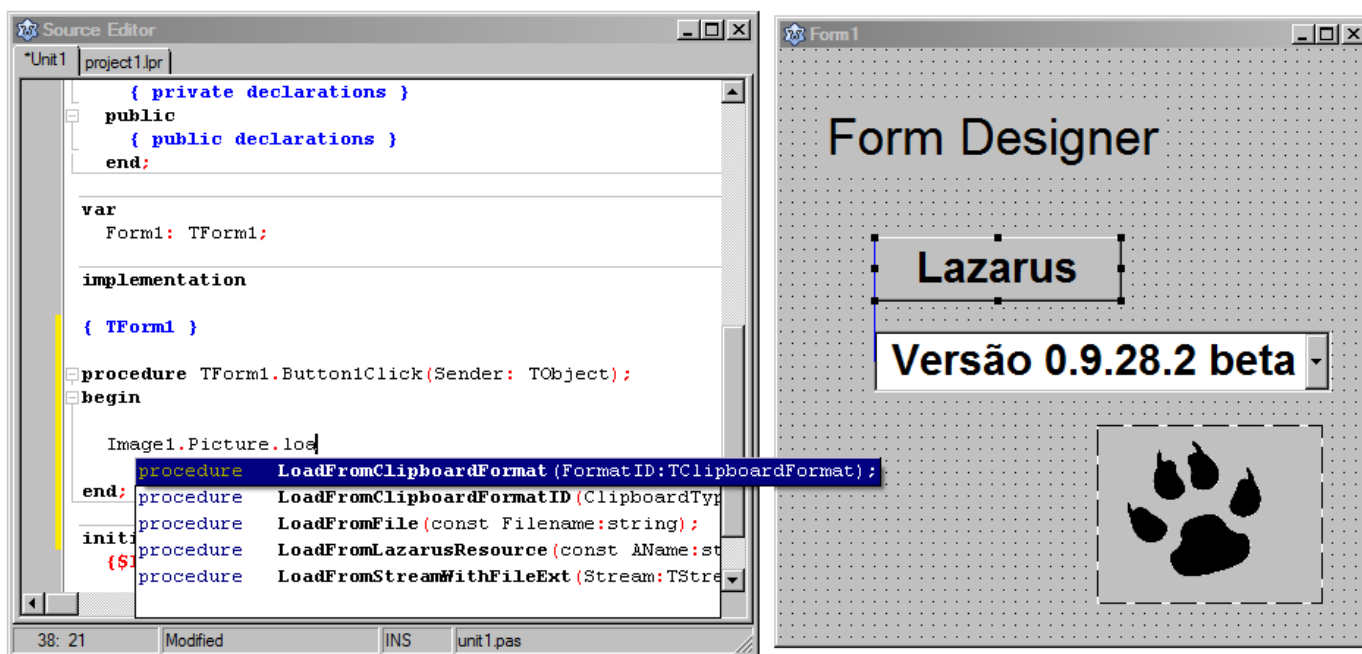 Source Editor
*Unit1 project1.lpr
{ private declarations }
public
{ public declarations }
end;
var
Form1: TForm1;
implementation
{ TForm1 }
procedure TForm1.Button1Click(Sender: TObject);
begin
Image1.Picture.loa
procedure LoadFromClipboardFormat(FormatID:TClipboardFormat);
end; procedure LoadFromClipboardFormatID(ClipboardTyp
procedure LoadFromFile(const Filename:string);
initi procedure LoadFromLazarusResource(const AName:st
{$I procedure LoadFromStreamWithFileExt(Stream:TStre
38: 21 Modified INS unit1.pas
Form1
Form Designer
Lazarus
Versão 0.9.28.2 beta